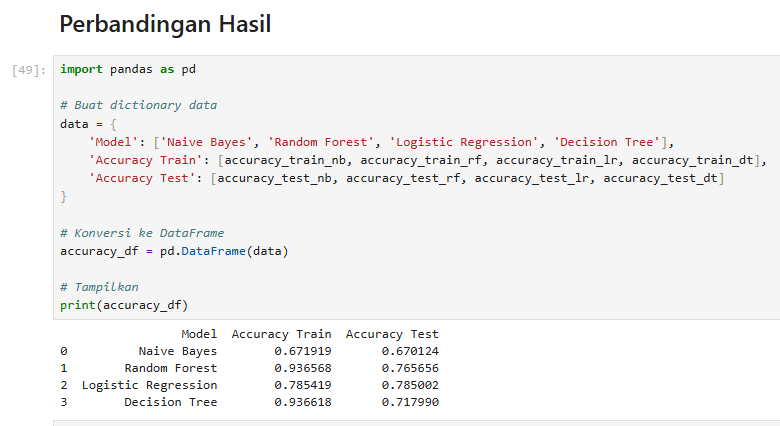 Perbandingan Hasil
[49]:
import pandas as pd
# Buat dictionary data
data = {
    'Model': ['Naive Bayes', 'Random Forest', 'Logistic Regression', 'Decision Tree'],
    'Accuracy Train': [accuracy_train_nb, accuracy_train_rf, accuracy_train_lr, accuracy_train_dt],
    'Accuracy Test': [accuracy_test_nb, accuracy_test_rf, accuracy_test_lr, accuracy_test_dt]
}
# Konversi ke DataFrame
accuracy_df = pd.DataFrame(data)
# Tampilkan
print(accuracy_df)
                 Model  Accuracy Train  Accuracy Test
0          Naive Bayes        0.671919       0.670124
1        Random Forest        0.936568       0.765656
2  Logistic Regression        0.785419       0.785002
3        Decision Tree        0.936618       0.717990